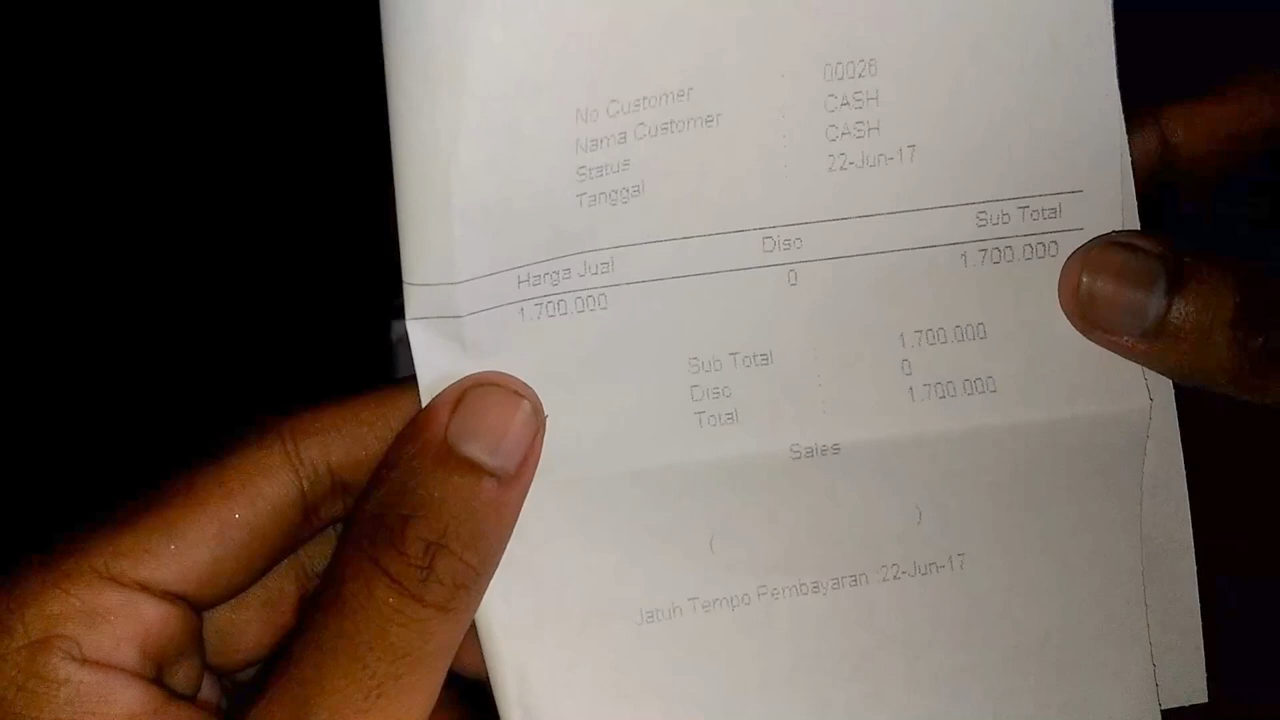 No Customer : 00026
Nama Customer : CASH
Status : CASH
Tanggal : 22-Jun-17
Harga Jual Disc Sub Total
1.700.000 0 1.700.000
Sub Total : 1.700.000
Disc : 0
Total : 1.700.000
Sales
( )
Jatuh Tempo Pembayaran :22-Jun-17